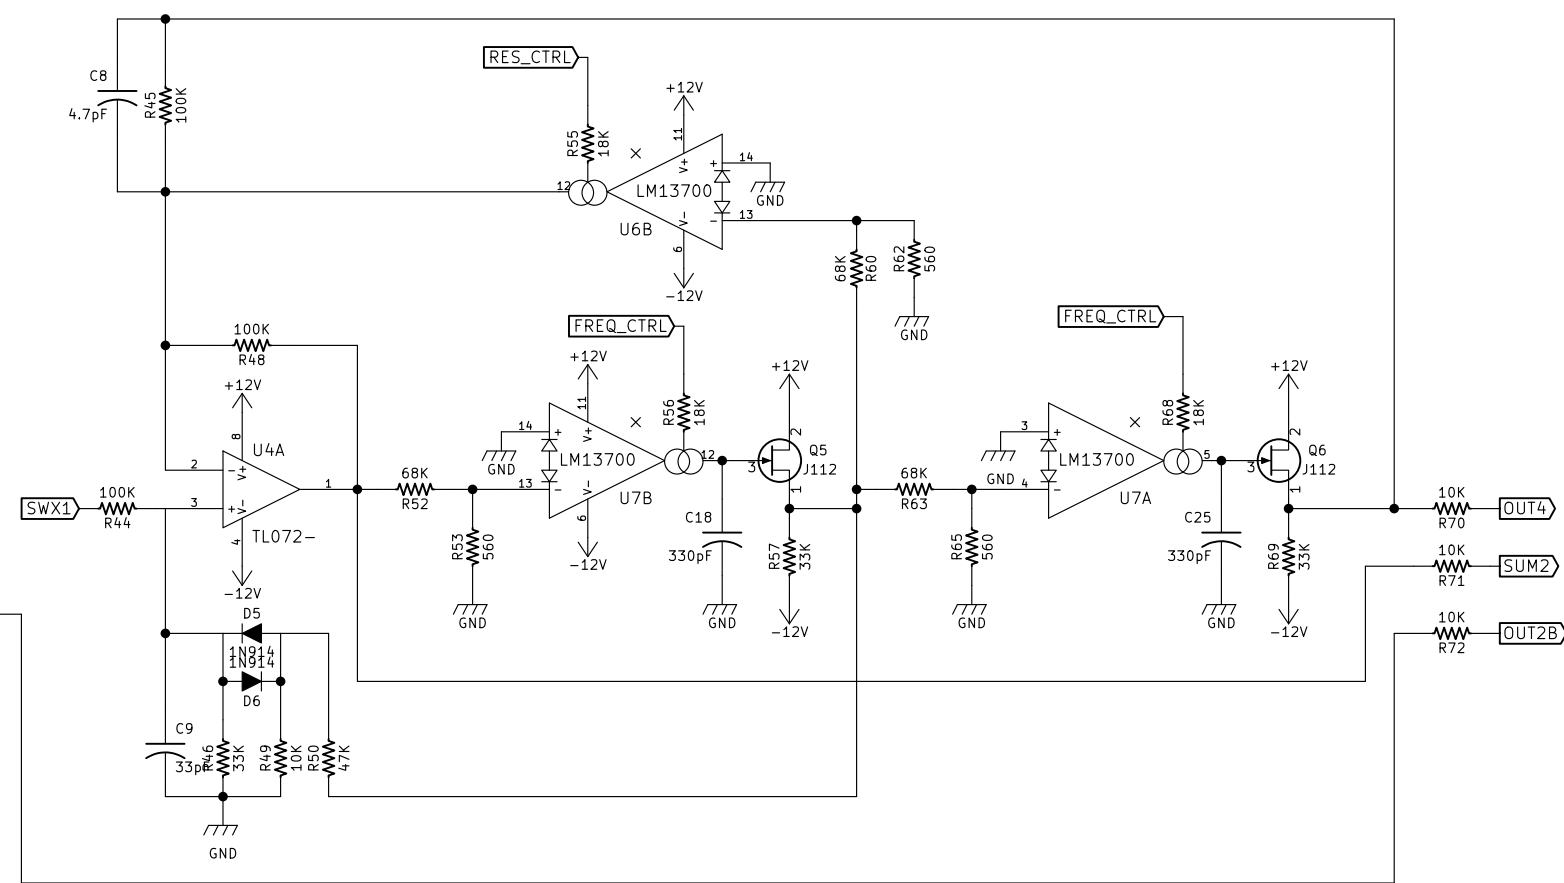 C8
4.7pF
R45
100K
RES_CTRL
R55
18K
+12V
11
V+
14
+
12
LM13700
GND
U6B
V-
-
13
6
-12V
68K
R60
R62
560
GND
100K
R48
+12V
8
U4A
2
-
V+
1
SWX1
100K
R44
3
+
V-
4
TL072-
-12V
FREQ_CTRL
+12V
11
R56
18K
14
+
V+
GND
LM13700
12
68K
R52
13
-
V-
U7B
6
-12V
R53
560
GND
+12V
2
Q5
3
J112
1
C18
330pF
GND
R57
33K
-12V
FREQ_CTRL
R68
18K
3
+
GND
LM13700
5
68K
R63
4
-
U7A
R65
560
GND
+12V
2
Q6
3
J112
1
C25
330pF
GND
R69
33K
-12V
10K
R70
OUT4
10K
R71
SUM2
10K
R72
OUT2B
D5
1N914
1N914
D6
C9
33pF
R46
33K
R49
10K
R50
47K
GND